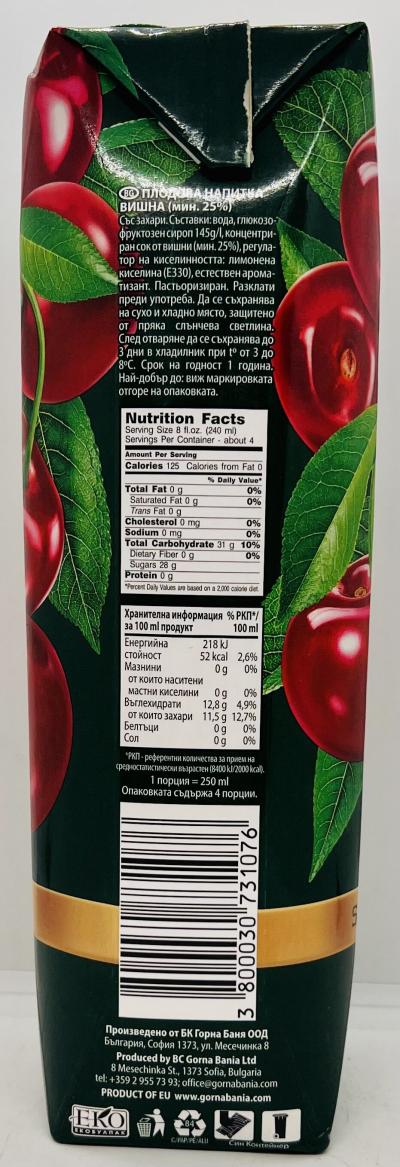 BG ПЛОДОВА НАПИТКА
ВИШНА (мин. 25%)
Със захари. Съставки: вода, глюкозо-
фруктозен сироп 145g/l, концентри-
ран сок от вишни (мин. 25%), регула-
тор на киселинността: лимонена
киселина (E330), естествен арома-
тизант. Пастьоризиран. Разклати
преди употреба. Да се съхранява
на сухо и хладно място, защитено
от пряка слънчева светлина.
След отваряне да се съхранява до
3 дни в хладилник при t° от 3 до
8°C. Срок на годност 1 година.
Най-добър до: виж маркировката
отгоре на опаковката.
Nutrition Facts
Serving Size 8 fl.oz. (240 ml)
Servings Per Container - about 4
Amount Per Serving
Calories 125 Calories from Fat 0
% Daily Value*
Total Fat 0 g 0%
Saturated Fat 0 g 0%
Trans Fat 0 g
Cholesterol 0 mg 0%
Sodium 0 mg 0%
Total Carbohydrate 31 g 10%
Dietary Fiber 0 g 0%
Sugars 28 g
Protein 0 g
*Percent Daily Values are based on a 2,000 calorie diet
Хранителна информация % РКП*/
за 100 ml продукт 100 ml
Енергийна 218 kJ
стойност 52 kcal 2,6%
Мазнини 0 g 0%
от които наситени
мастни киселини 0 g 0%
Въглехидрати 12,8 g 4,9%
от които захари 11,5 g 12,7%
Белтъци 0 g 0%
Сол 0 g 0%
*РКП - референтни количества за прием на
средностатистически възрастен (8400 kJ/2000 kcal).
1 порция = 250 ml
Опаковката съдържа 4 порции.
3 800030 731076
S
Произведено от БК Горна Баня ООД
България, София 1373, ул. Месечинка 8
Produced by BC Gorna Bania Ltd
8 Mesechinka St., 1373 Sofia, Bulgaria
tel: +359 2 955 73 93; office@gornabania.com
PRODUCT OF EU www.gornabania.com
ЕКО
ЕКОБУЛПАК
84
C/PAP/PE/ALU
Син Контейнер